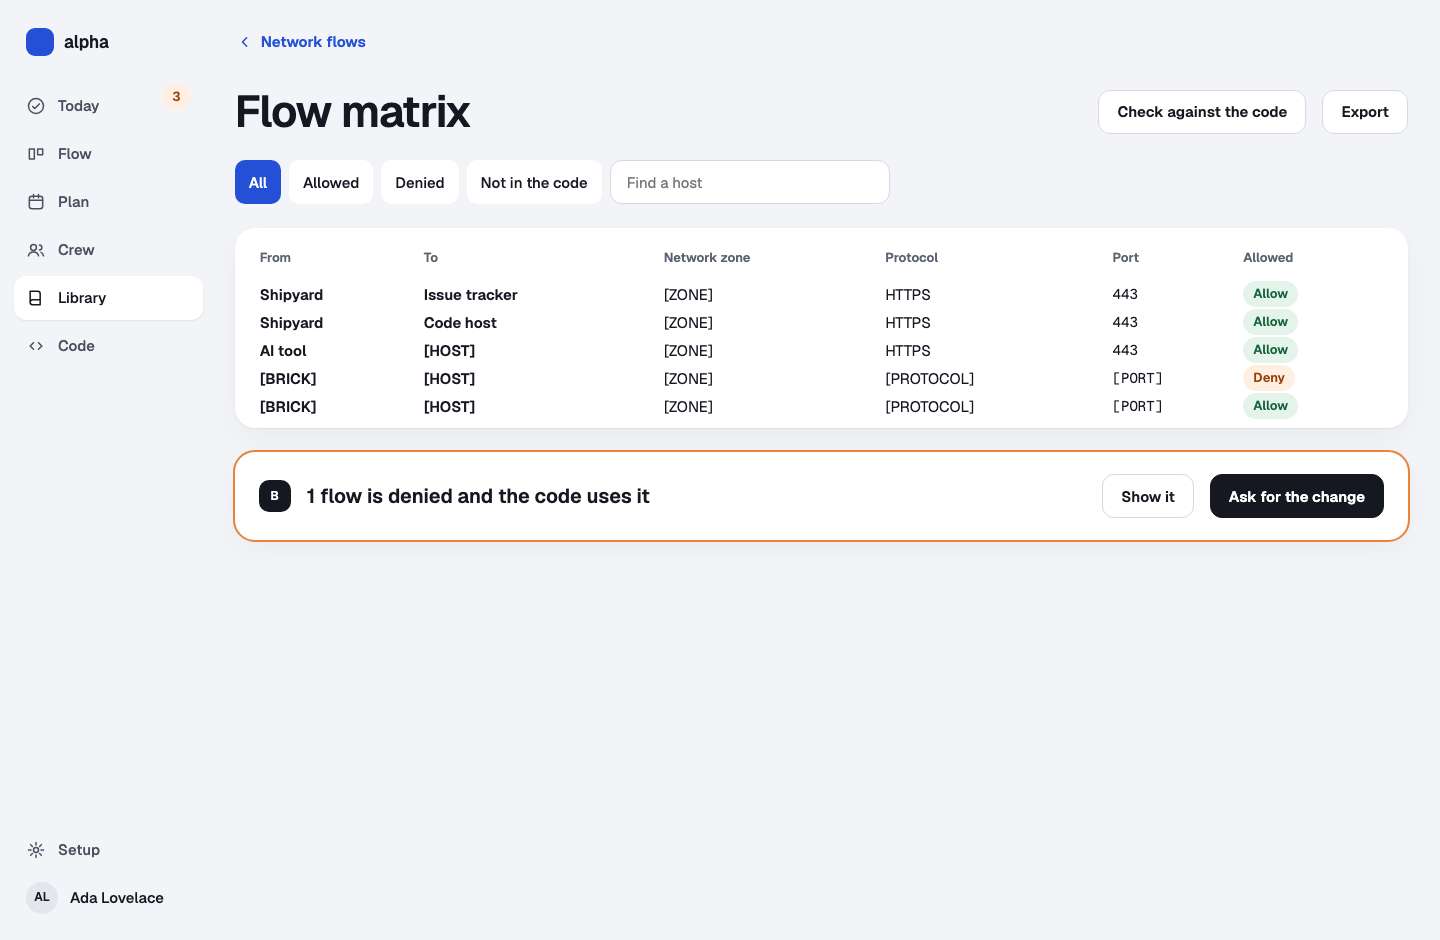 alpha
Today 3
Flow
Plan
Crew
Library
Code
Setup
AL Ada Lovelace
Network flows
Flow matrix
Check against the code Export
All Allowed Denied Not in the code Find a host
From To Network zone Protocol Port Allowed
Shipyard Issue tracker [ZONE] HTTPS 443 Allow
Shipyard Code host [ZONE] HTTPS 443 Allow
AI tool [HOST] [ZONE] HTTPS 443 Allow
[BRICK] [HOST] [ZONE] [PROTOCOL] [PORT] Deny
[BRICK] [HOST] [ZONE] [PROTOCOL] [PORT] Allow
B 1 flow is denied and the code uses it Show it Ask for the change